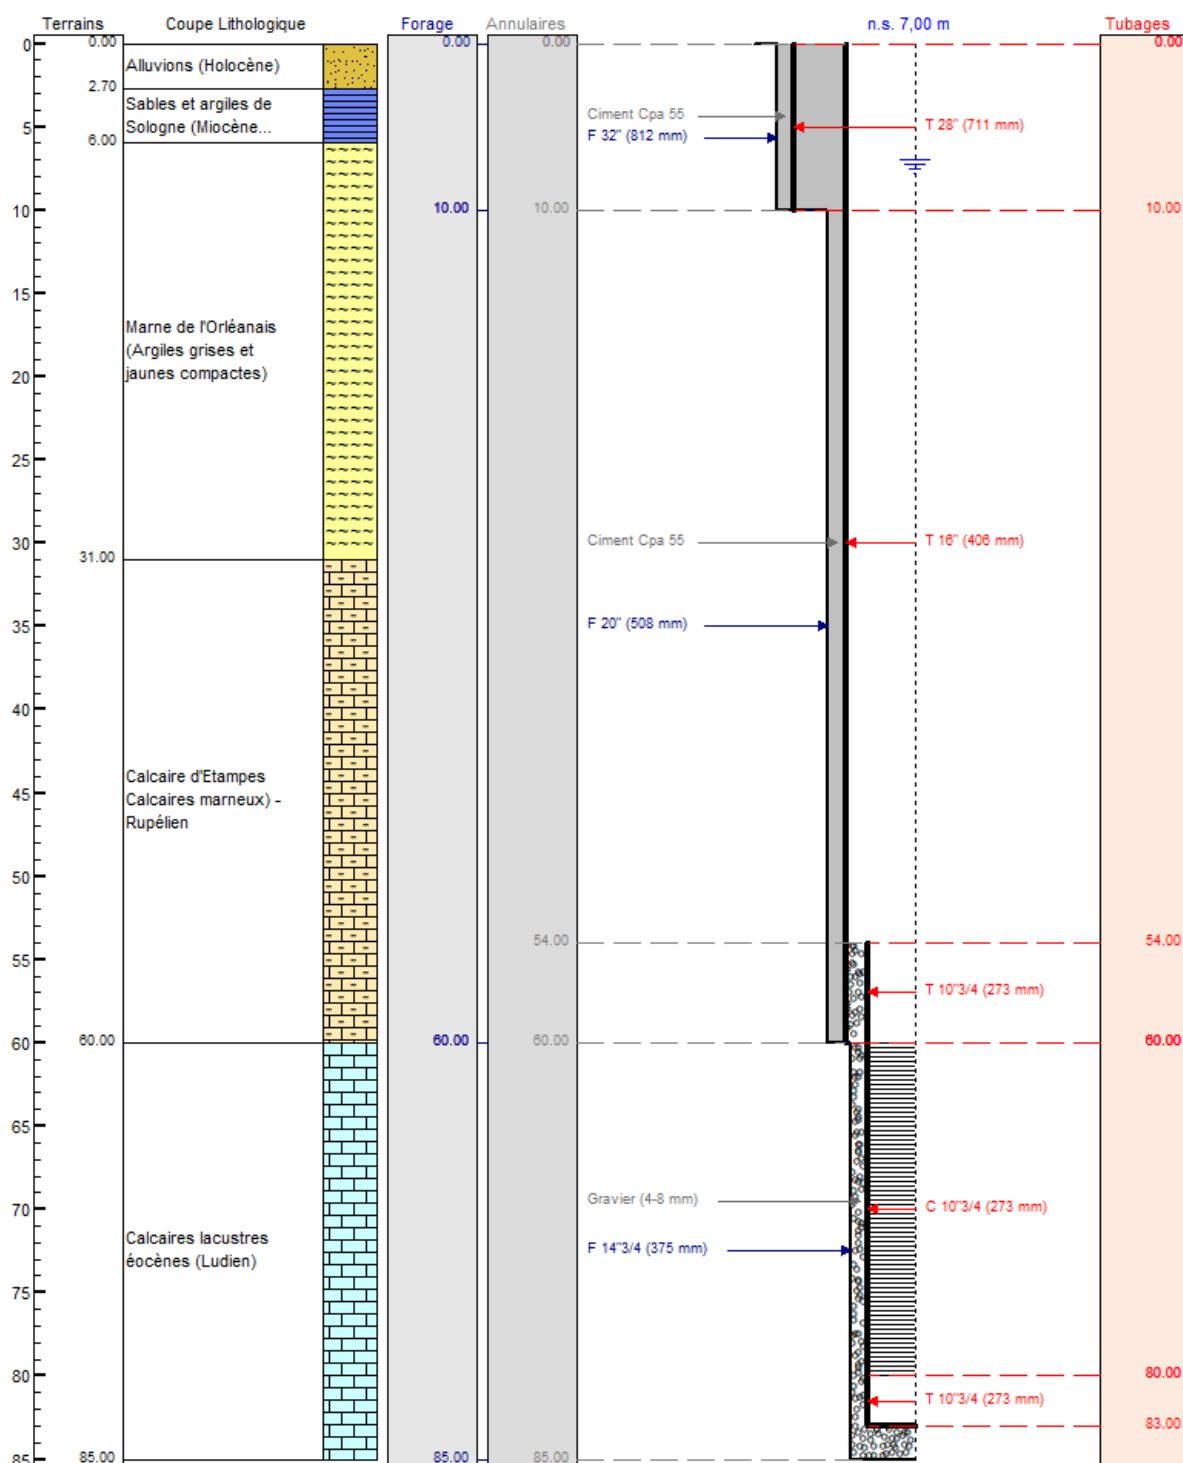 Terrains Coupe Lithologique Forage Annulaires n.s. 7,00 m Tubages
0 0.00 0.00 0.00 0.00
Alluvions (Holocène)
2.70
Sables et argiles de
Sologne (Miocène...
Ciment Cpa 55
5 F 32" (812 mm) T 28" (711 mm)
6.00
10 10.00 10.00 10.00
15
Marne de l'Orléanais
(Argiles grises et
jaunes compactes)
20
25
30 Ciment Cpa 55 T 16" (406 mm)
31.00
35 F 20" (508 mm)
40
Calcaire d'Etampes
Calcaires marneux) -
Rupélien
45
50
54.00 54.00
55
T 10"3/4 (273 mm)
60 60.00 60.00 60.00 60.00
65
70 Gravier (4-8 mm) C 10"3/4 (273 mm)
Calcaires lacustres
éocènes (Ludien)
F 14"3/4 (375 mm)
75
80 80.00
T 10"3/4 (273 mm)
83.00
85 85.00 85.00 85.00